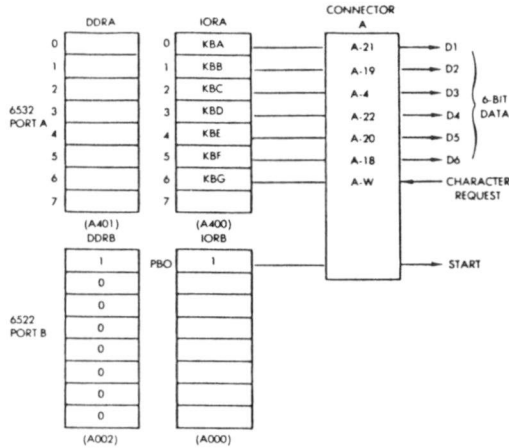 CONNECTOR
A
DDRA IORA
0 0 KBA A-21 D1
1 1 KBB A-19 D2
2 2 KBC A-4 D3
6532
PORT A
3 3 KBD A-22 D4
4 4 KBE A-20 D5
5 5 KBF A-18 D6
6-BIT
DATA
6 6 KBG A-W CHARACTER
REQUEST
7 7
(A401) (A400)
DDRB IORB
1 PBO 1 START
0
0
6522
PORT B
0
0
0
0
0
(A002) (A000)